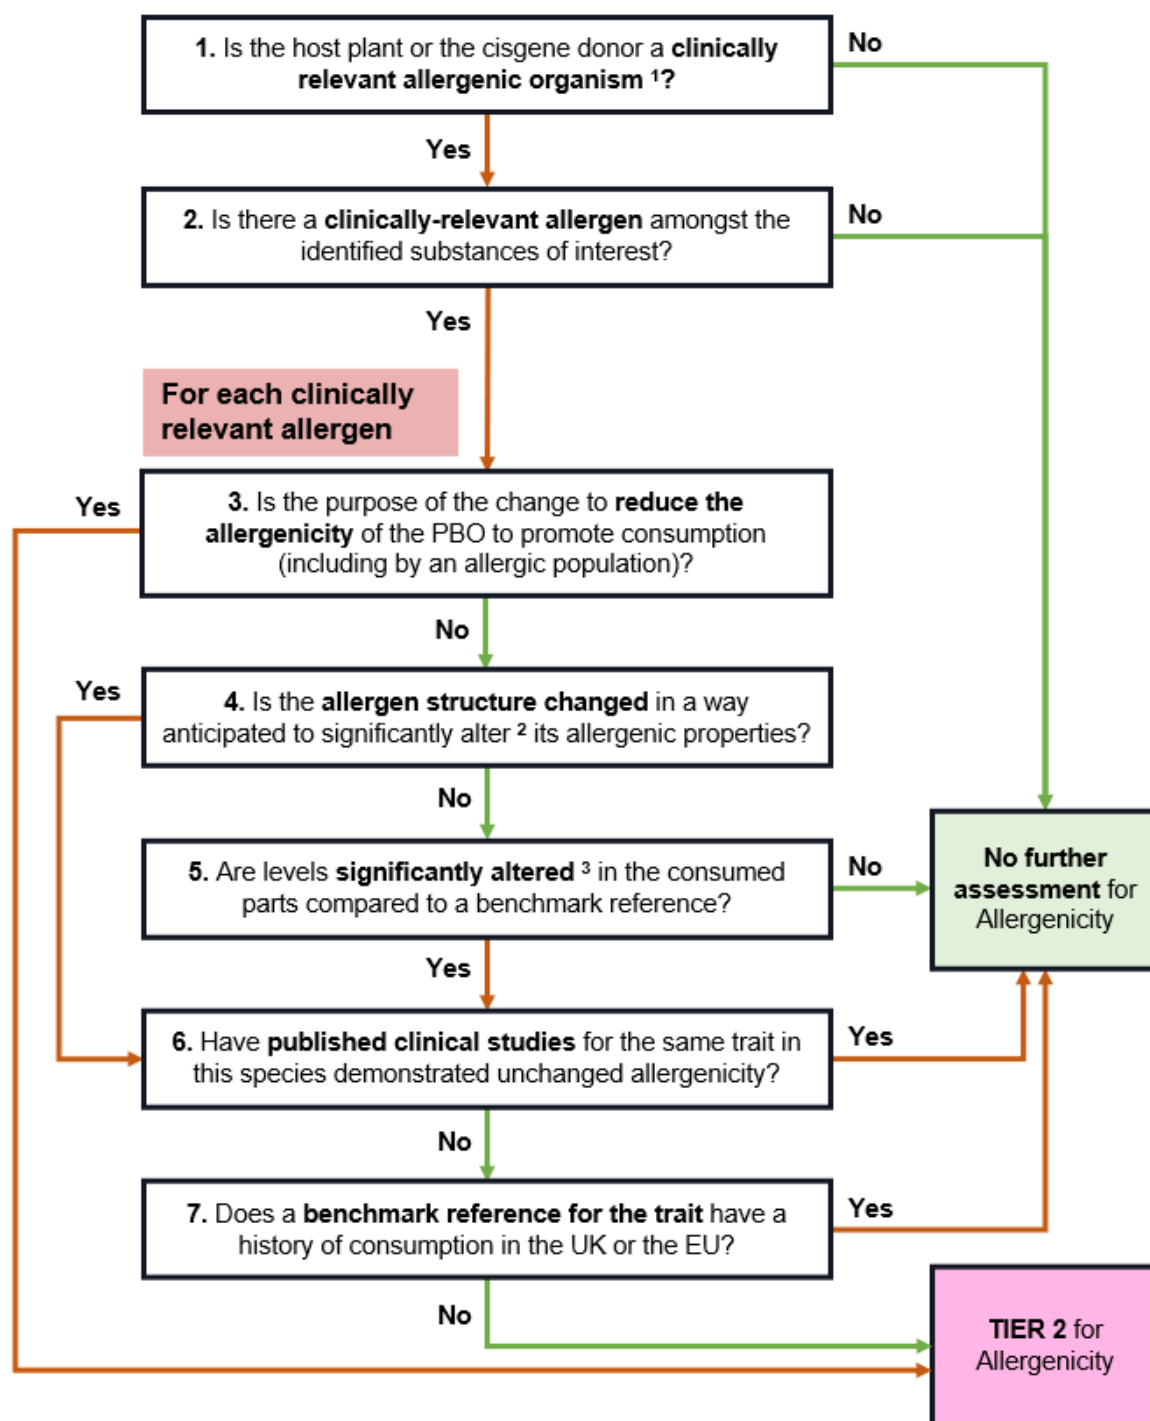 1. Is the host plant or the cisgene donor a clinically
relevant allergenic organism ¹?
No
Yes
2. Is there a clinically-relevant allergen amongst the
identified substances of interest?
No
Yes
For each clinically
relevant allergen
Yes
3. Is the purpose of the change to reduce the
allergenicity of the PBO to promote consumption
(including by an allergic population)?
No
Yes
4. Is the allergen structure changed in a way
anticipated to significantly alter ² its allergenic properties?
No
5. Are levels significantly altered ³ in the consumed
parts compared to a benchmark reference?
No
No further
assessment for
Allergenicity
Yes
6. Have published clinical studies for the same trait in
this species demonstrated unchanged allergenicity?
Yes
No
7. Does a benchmark reference for the trait have a
history of consumption in the UK or the EU?
Yes
No
TIER 2 for
Allergenicity